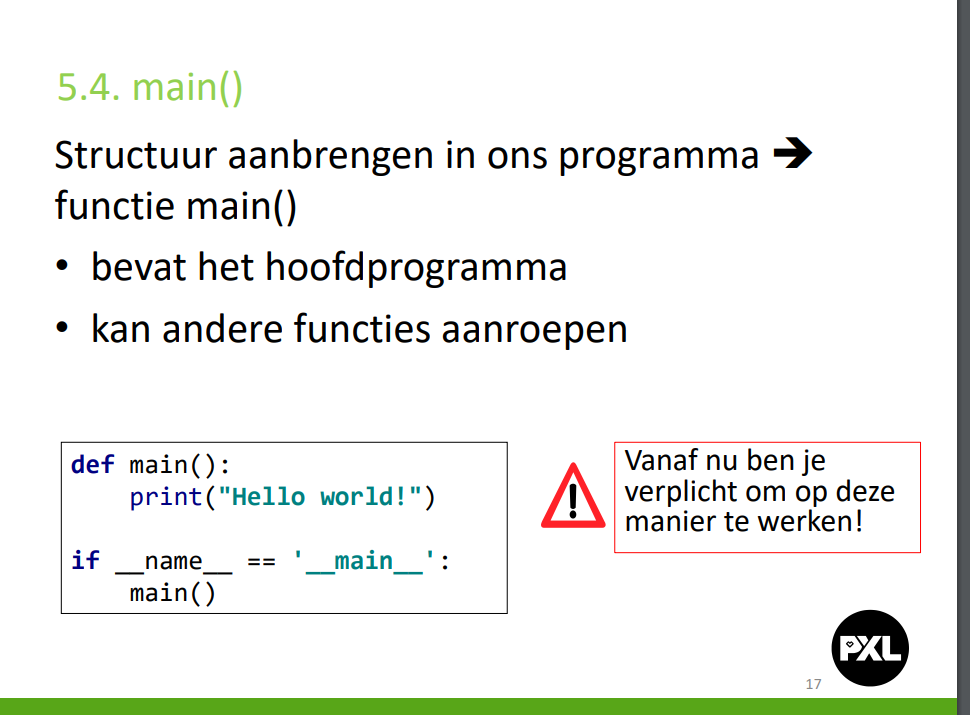 5.4. main()
Structuur aanbrengen in ons programma ➔
functie main()
• bevat het hoofdprogramma
• kan andere functies aanroepen
def main():
    print("Hello world!")
if __name__ == '__main__':
    main()
Vanaf nu ben je
verplicht om op deze
manier te werken!
PXL
17